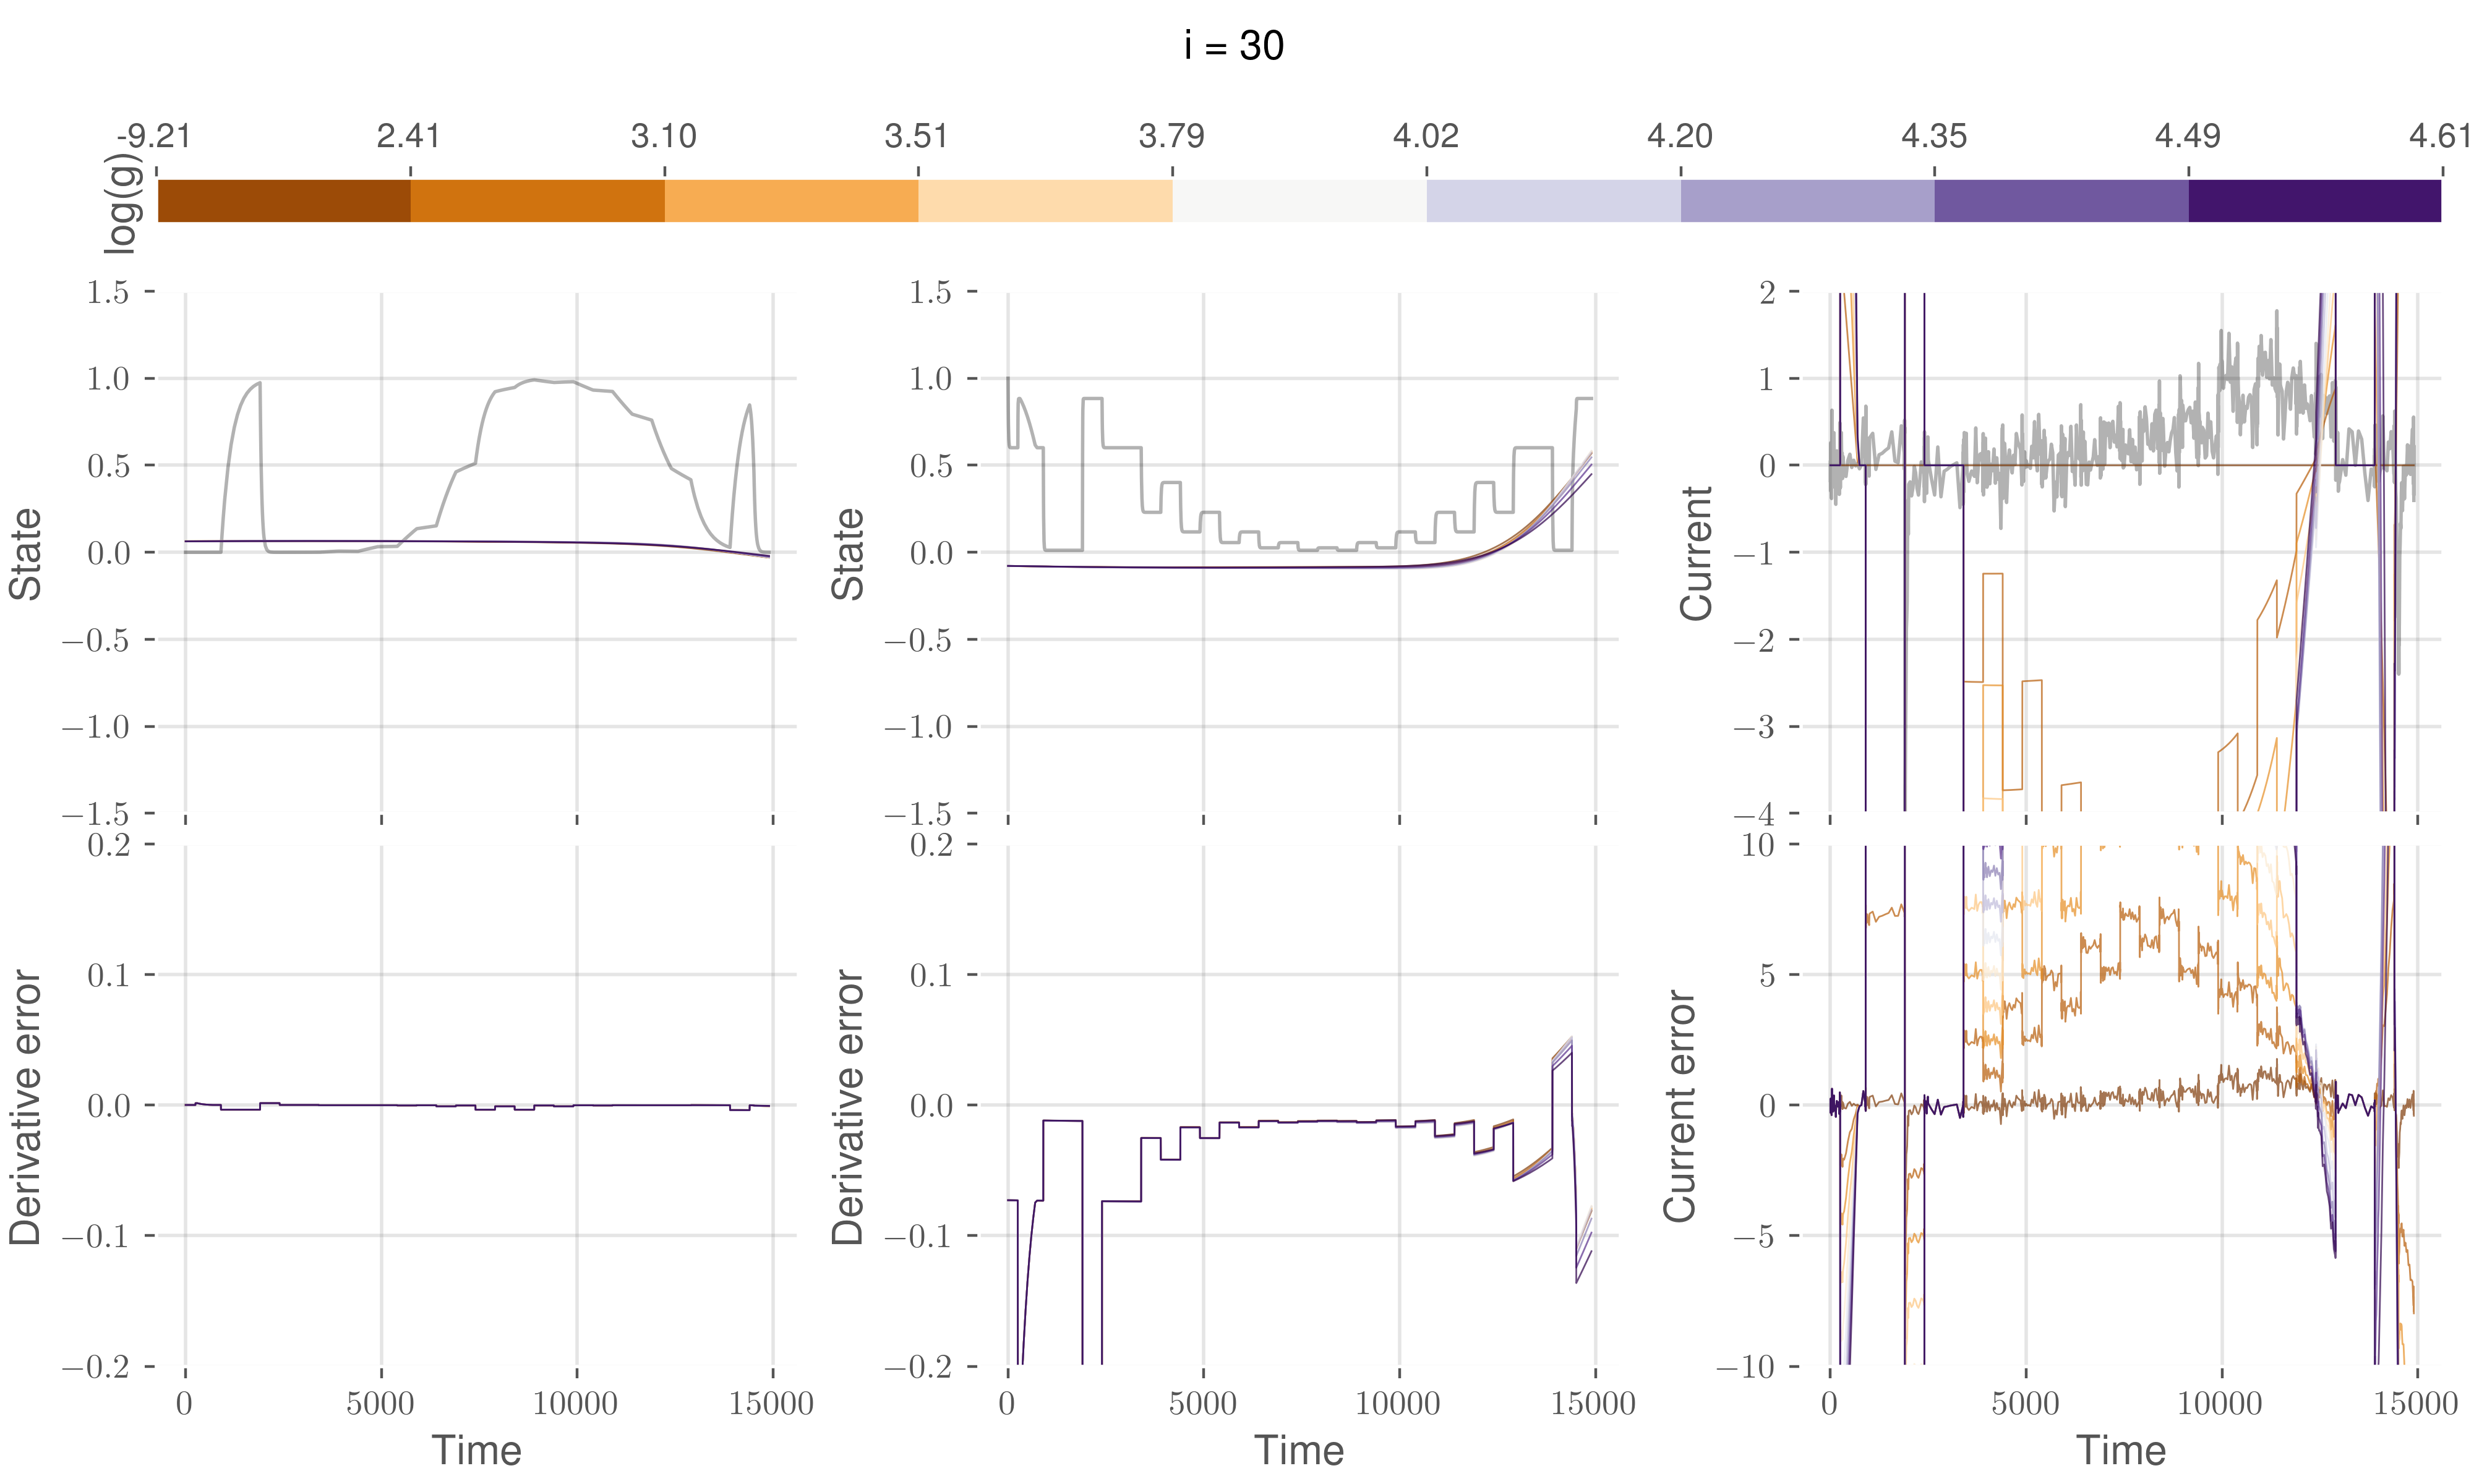 i = 30
-9.21 2.41 3.10 3.51 3.79 4.02 4.20 4.35 4.49 4.61
log(g)
1.5 1.0 0.5 0.0 −0.5 −1.0 −1.5
State
1.5 1.0 0.5 0.0 −0.5 −1.0 −1.5
State
2 1 0 −1 −2 −3 −4
Current
0.2 0.1 0.0 −0.1 −0.2
Derivative error
0 5000 10000 15000
Time
0.2 0.1 0.0 −0.1 −0.2
Derivative error
0 5000 10000 15000
Time
10 5 0 −5 −10
Current error
0 5000 10000 15000
Time